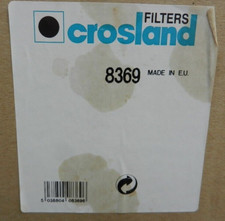 FILTERS
crosland
8369 MADE IN E.U.